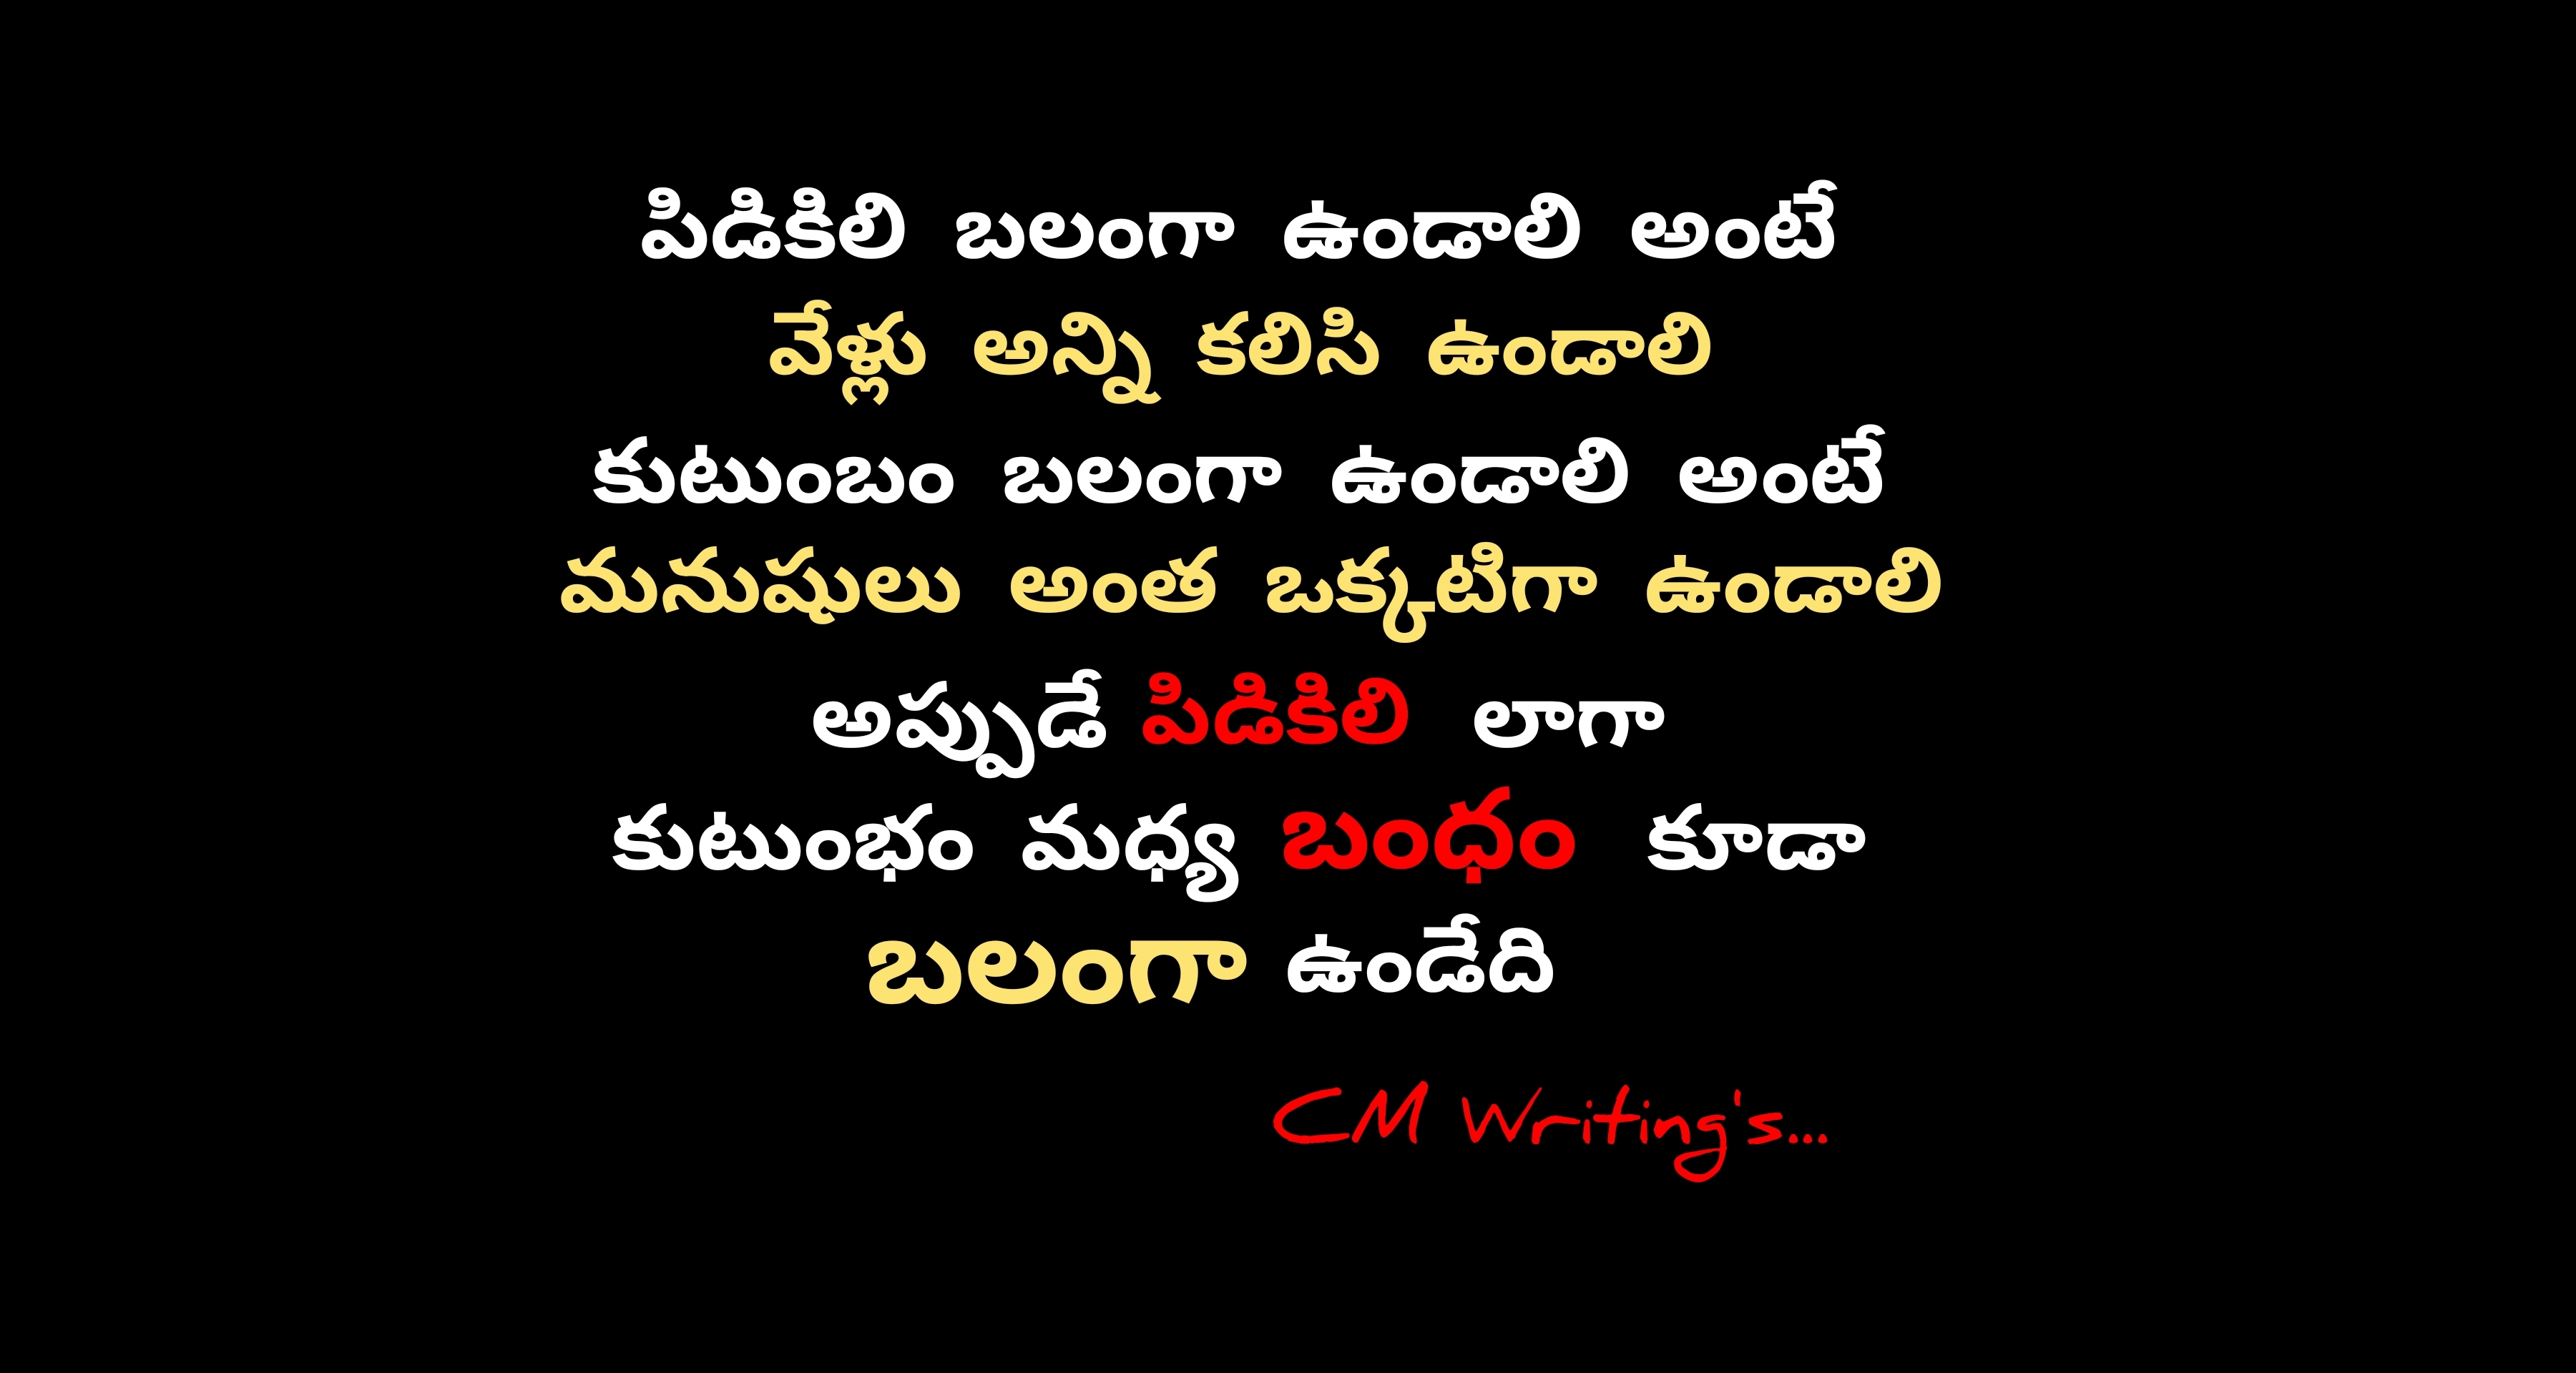 పిడికిలి బలంగా ఉండాలి అంటే
వేళ్లు అన్ని కలిసి ఉండాలి
కుటుంబం బలంగా ఉండాలి అంటే
మనుషులు అంత ఒక్కటిగా ఉండాలి
అప్పుడే పిడికిలి లాగా
కుటుంభం మధ్య బంధం కూడా
బలంగా ఉండేది
CM Writing's...